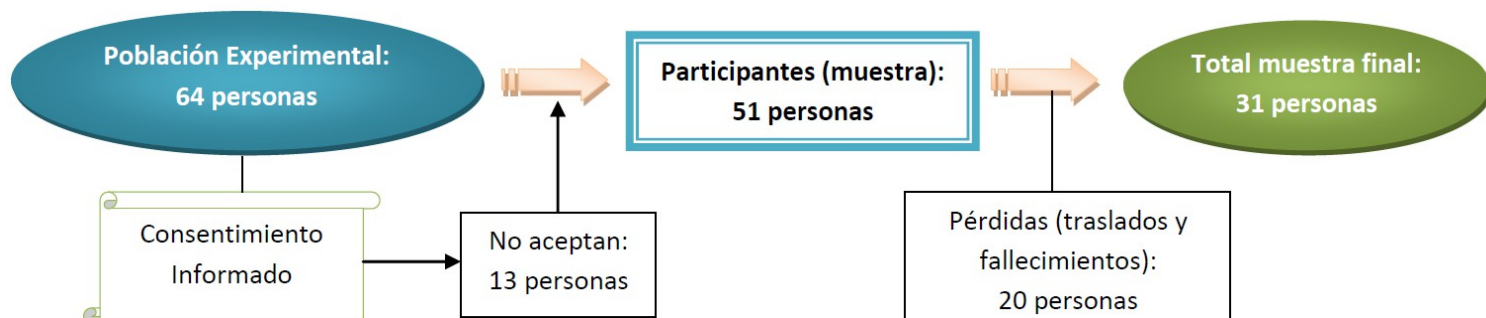 Población Experimental:
64 personas
Participantes (muestra):
51 personas
Total muestra final:
31 personas
Consentimiento
Informado
No aceptan:
13 personas
Pérdidas (traslados y
fallecimientos):
20 personas